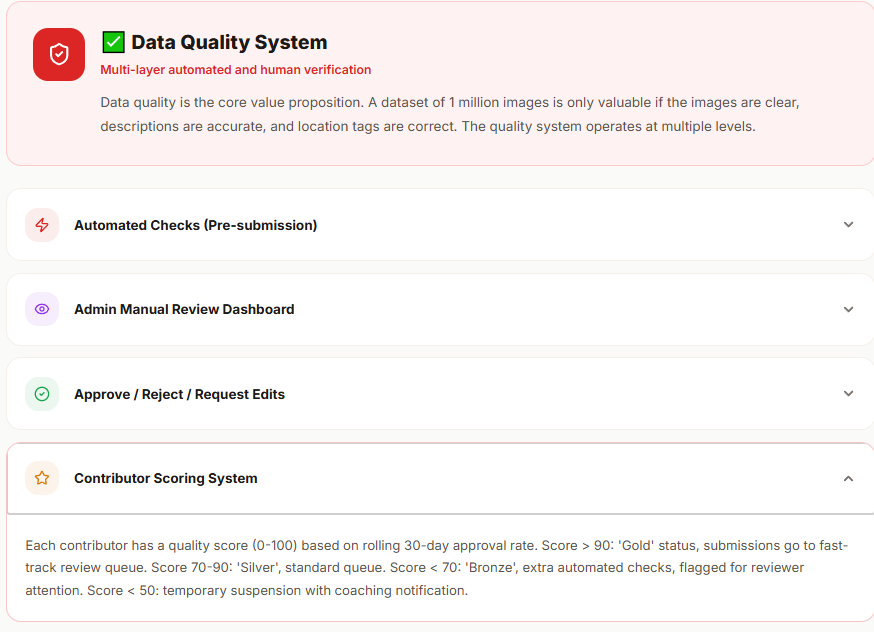 ✅ Data Quality System
Multi-layer automated and human verification
Data quality is the core value proposition. A dataset of 1 million images is only valuable if the images are clear,
descriptions are accurate, and location tags are correct. The quality system operates at multiple levels.
Automated Checks (Pre-submission)
Admin Manual Review Dashboard
Approve / Reject / Request Edits
Contributor Scoring System
Each contributor has a quality score (0-100) based on rolling 30-day approval rate. Score > 90: 'Gold' status, submissions go to fast-
track review queue. Score 70-90: 'Silver', standard queue. Score < 70: 'Bronze', extra automated checks, flagged for reviewer
attention. Score < 50: temporary suspension with coaching notification.